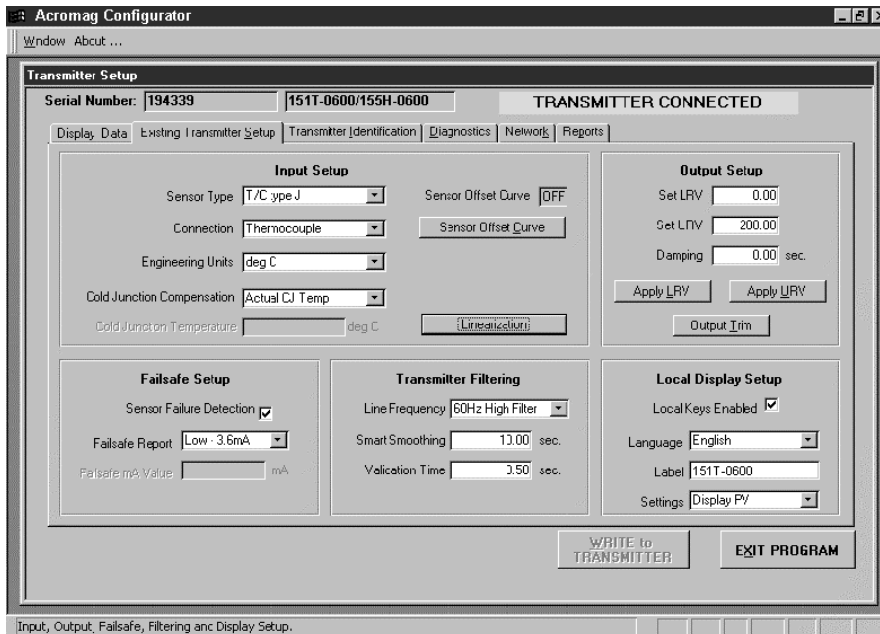 Acromag Configurator
Window About ...
Transmitter Setup
Serial Number: 194339 151T-0600/155H-0600 TRANSMITTER CONNECTED
Display Data Existing Transmitter Setup Transmitter Identification Diagnostics Network Reports
Input Setup
Sensor Type T/C type J Sensor Offset Curve OFF
Connection Thermocouple Sensor Offset Curve
Engineering Units deg C
Cold Junction Compensation Actual CJ Temp
Cold Junction Temperature deg C Linearization
Output Setup
Set LRV 0.00
Set URV 200.00
Damping 0.00 sec.
Apply LRV Apply URV
Output Trim
Failsafe Setup
Sensor Failure Detection
Failsafe Report Low - 3.6mA
Failsafe mA Value mA
Transmitter Filtering
Line Frequency 60Hz High Filter
Smart Smoothing 10.00 sec.
Validation Time 0.50 sec.
Local Display Setup
Local Keys Enabled
Language English
Label 151T-0600
Settings Display PV
WRITE to TRANSMITTER
EXIT PROGRAM
Input, Output, Failsafe, Filtering and Display Setup.